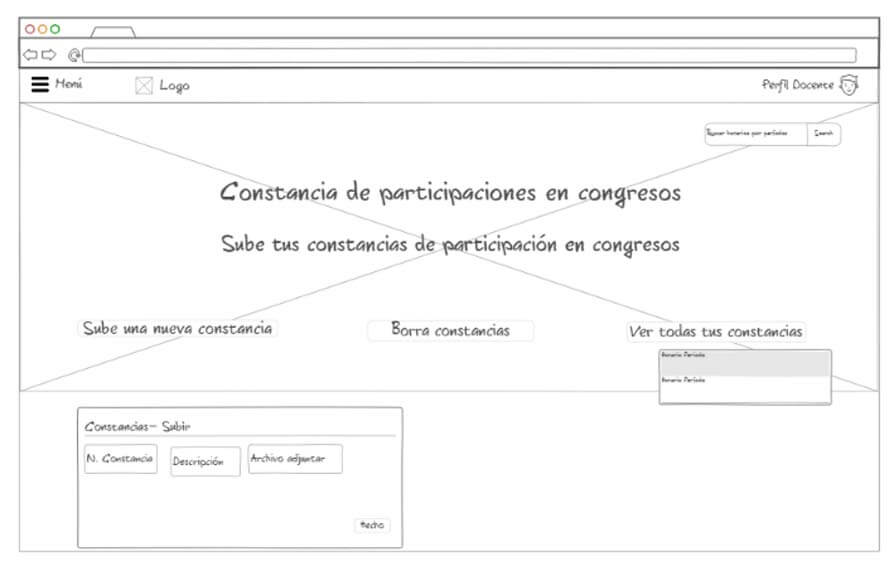 Menú
Logo
Perfil Docente
Buscar horarios por periodos
Search
Constancia de participaciones en congresos
Sube tus constancias de participación en congresos
Sube una nueva constancia
Borra constancias
Ver todas tus constancias
Horario Periodo
Horario Periodo
Constancias- Subir
N. Constancia
Descripción
Archivo adjuntar
Hecho